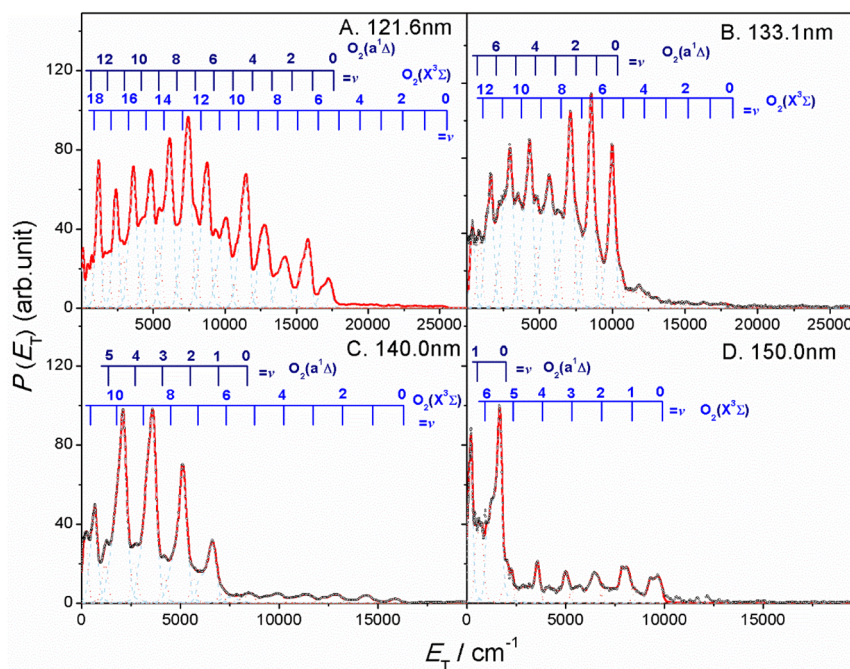 A. 121.6nm
12 10 8 6 4 2 0 O₂(a¹Δ)
=v
O₂(X³Σ)
18 16 14 12 10 8 6 4 2 0
=v
120
80
40
0
5000 10000 15000 20000 25000
B. 133.1nm
6 4 2 0 O₂(a¹Δ)
=v
12 10 8 6 4 2 0
=v O₂(X³Σ)
5000 10000 15000 20000 25000
P(E_T) (arb.unit)
C. 140.0nm
5 4 3 2 1 0
=v O₂(a¹Δ)
O₂(X³Σ)
10 8 6 4 2 0
=v
120
80
40
0
0 5000 10000 15000
D. 150.0nm
1 0
=v O₂(a¹Δ)
6 5 4 3 2 1 0
=v O₂(X³Σ)
0 5000 10000 15000
E_T / cm⁻¹